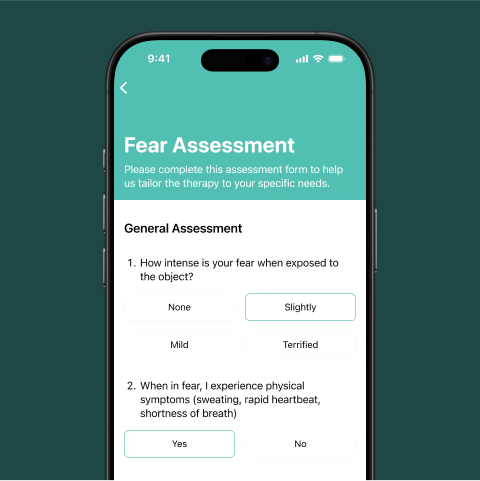 9:41
Fear Assessment
Please complete this assessment form to help
us tailor the therapy to your specific needs.
General Assessment
1. How intense is your fear when exposed to
the object?
None
Slightly
Mild
Terrified
2. When in fear, I experience physical
symptoms (sweating, rapid heartbeat,
shortness of breath)
Yes
No